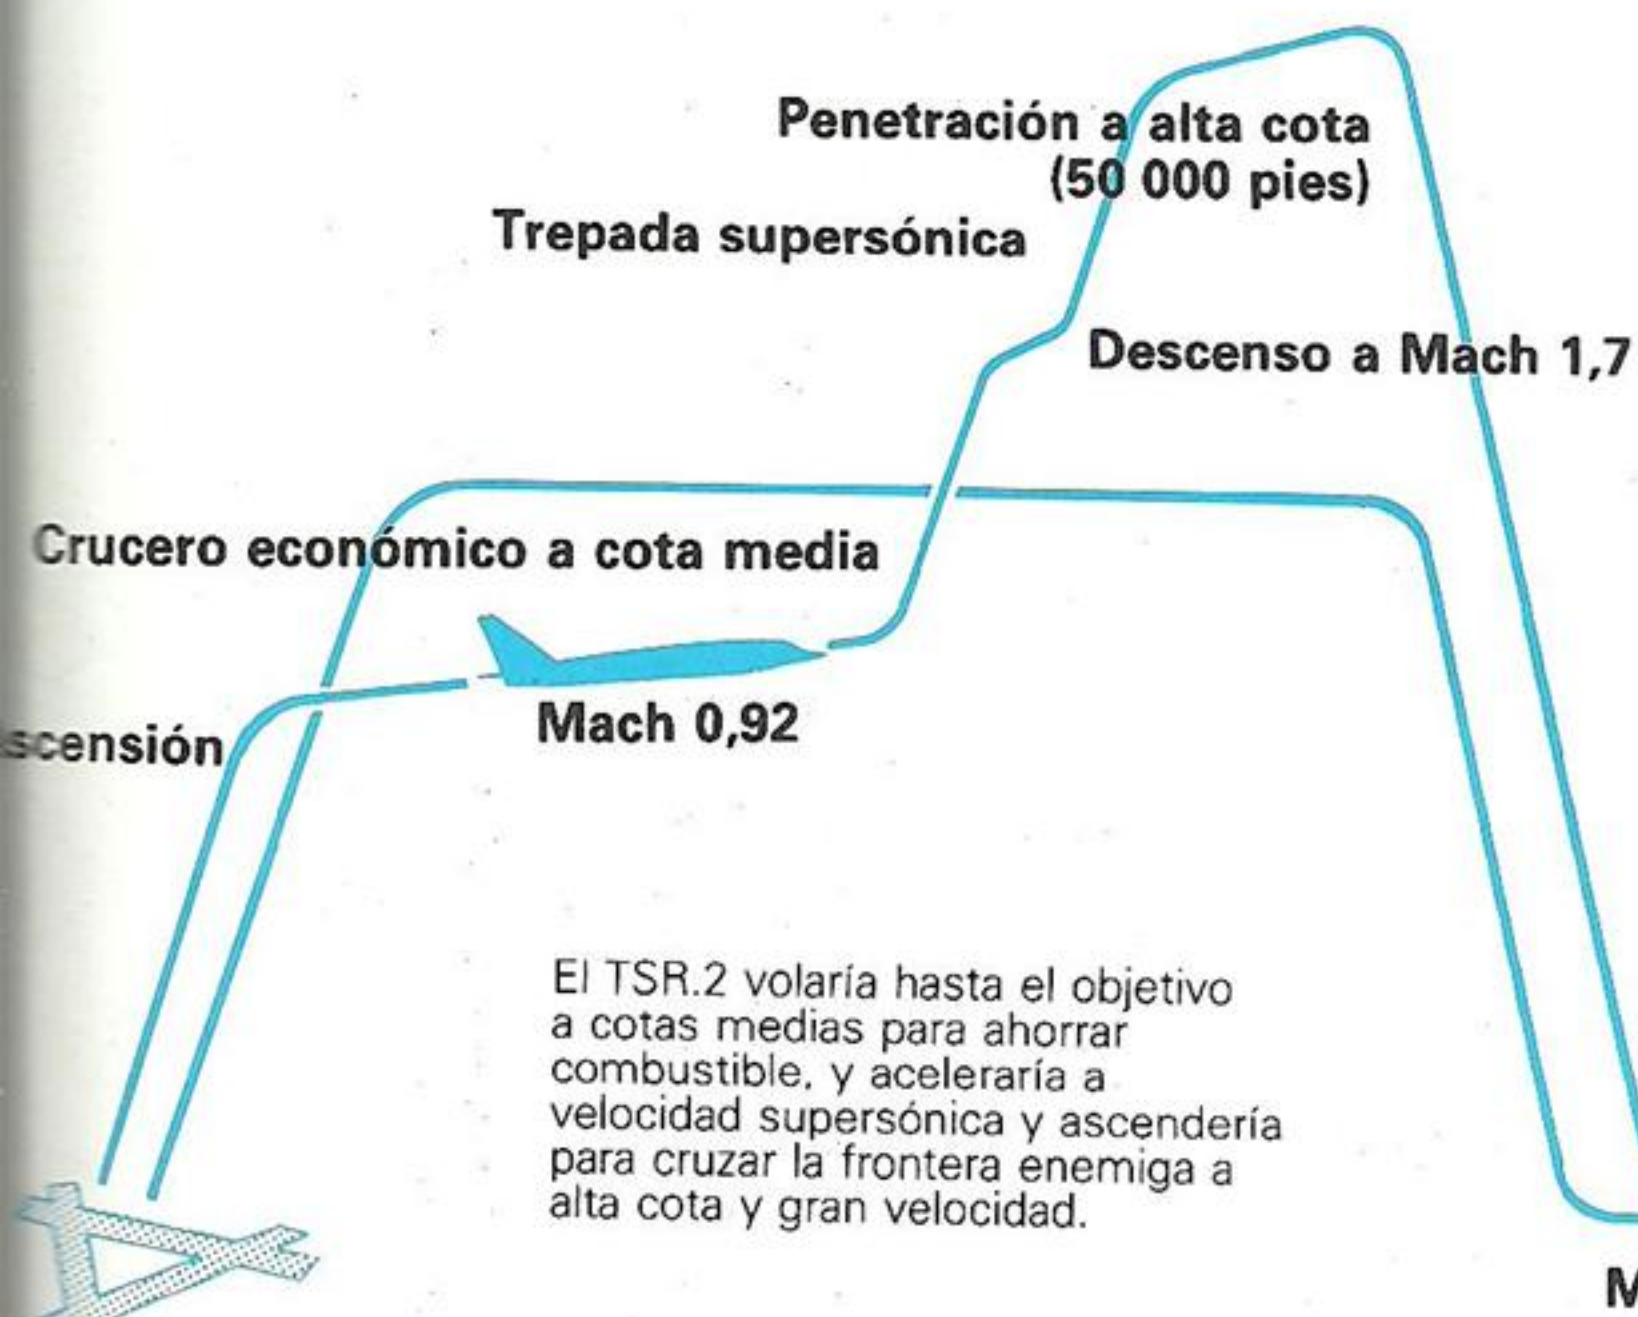 Penetración a alta cota
(50 000 pies)
Trepada supersónica
Descenso a Mach 1,7
Crucero económico a cota media
scensión
Mach 0,92
El TSR.2 volaría hasta el objetivo
a cotas medias para ahorrar
combustible, y aceleraría a
velocidad supersónica y ascendería
para cruzar la frontera enemiga a
alta cota y gran velocidad.
M